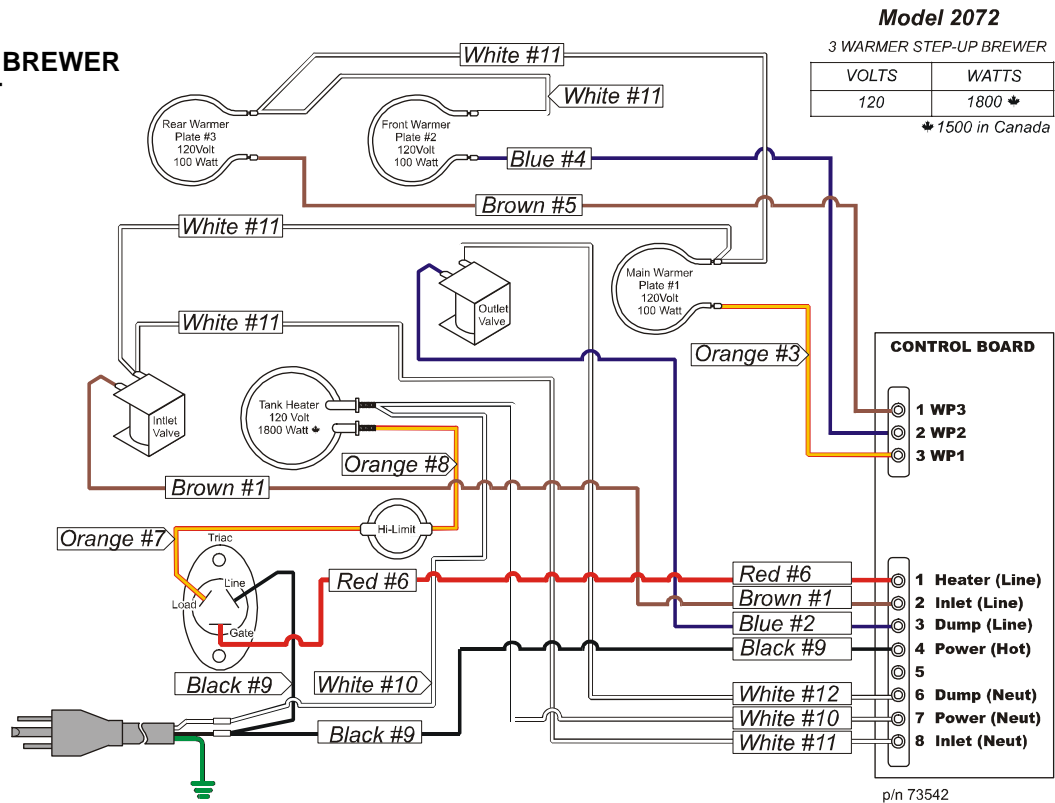 Model 2072
3 WARMER STEP-UP BREWER
BREWER
VOLTS WATTS
120 1800
1500 in Canada
White #11
White #11
Rear Warmer
Plate #3
120Volt
100 Watt
Front Warmer
Plate #2
120Volt
100 Watt
Blue #4
Brown #5
White #11
Main Warmer
Plate #1
120Volt
100 Watt
Outlet
Valve
White #11
Orange #3
CONTROL BOARD
Inlet
Valve
Tank Heater
120 Volt
1800 Watt
1 WP3
2 WP2
3 WP1
Orange #8
Brown #1
Hi-Limit
Orange #7
Triac
Line
Load
Gate
Red #6
Red #6
1 Heater (Line)
Brown #1
2 Inlet (Line)
Blue #2
3 Dump (Line)
Black #9
4 Power (Hot)
5
Black #9
White #10
White #12
6 Dump (Neut)
White #10
7 Power (Neut)
Black #9
White #11
8 Inlet (Neut)
p/n 73542